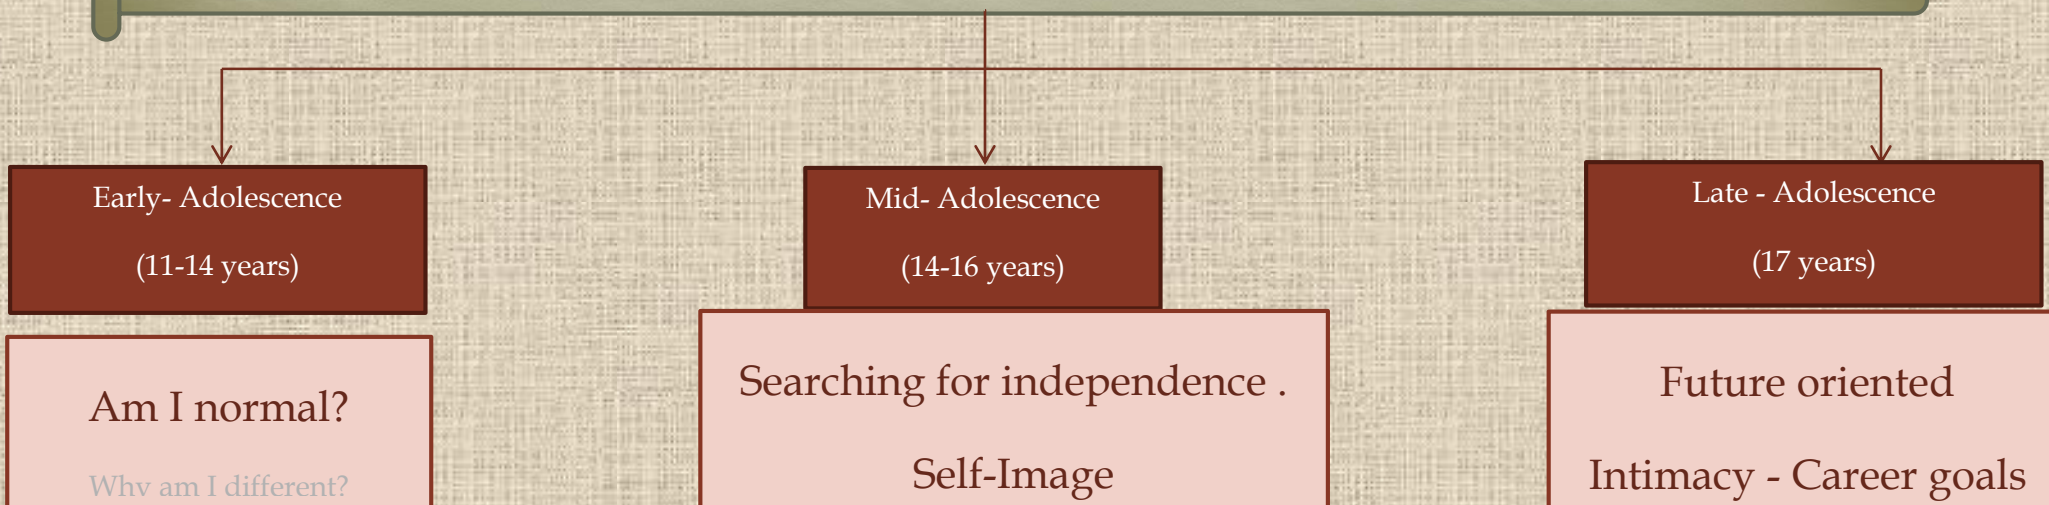 Early- Adolescence
(11-14 years)
Am I normal?
Why am I different?
Mid- Adolescence
(14-16 years)
Searching for independence .
Self-Image
Late - Adolescence
(17 years)
Future oriented
Intimacy - Career goals